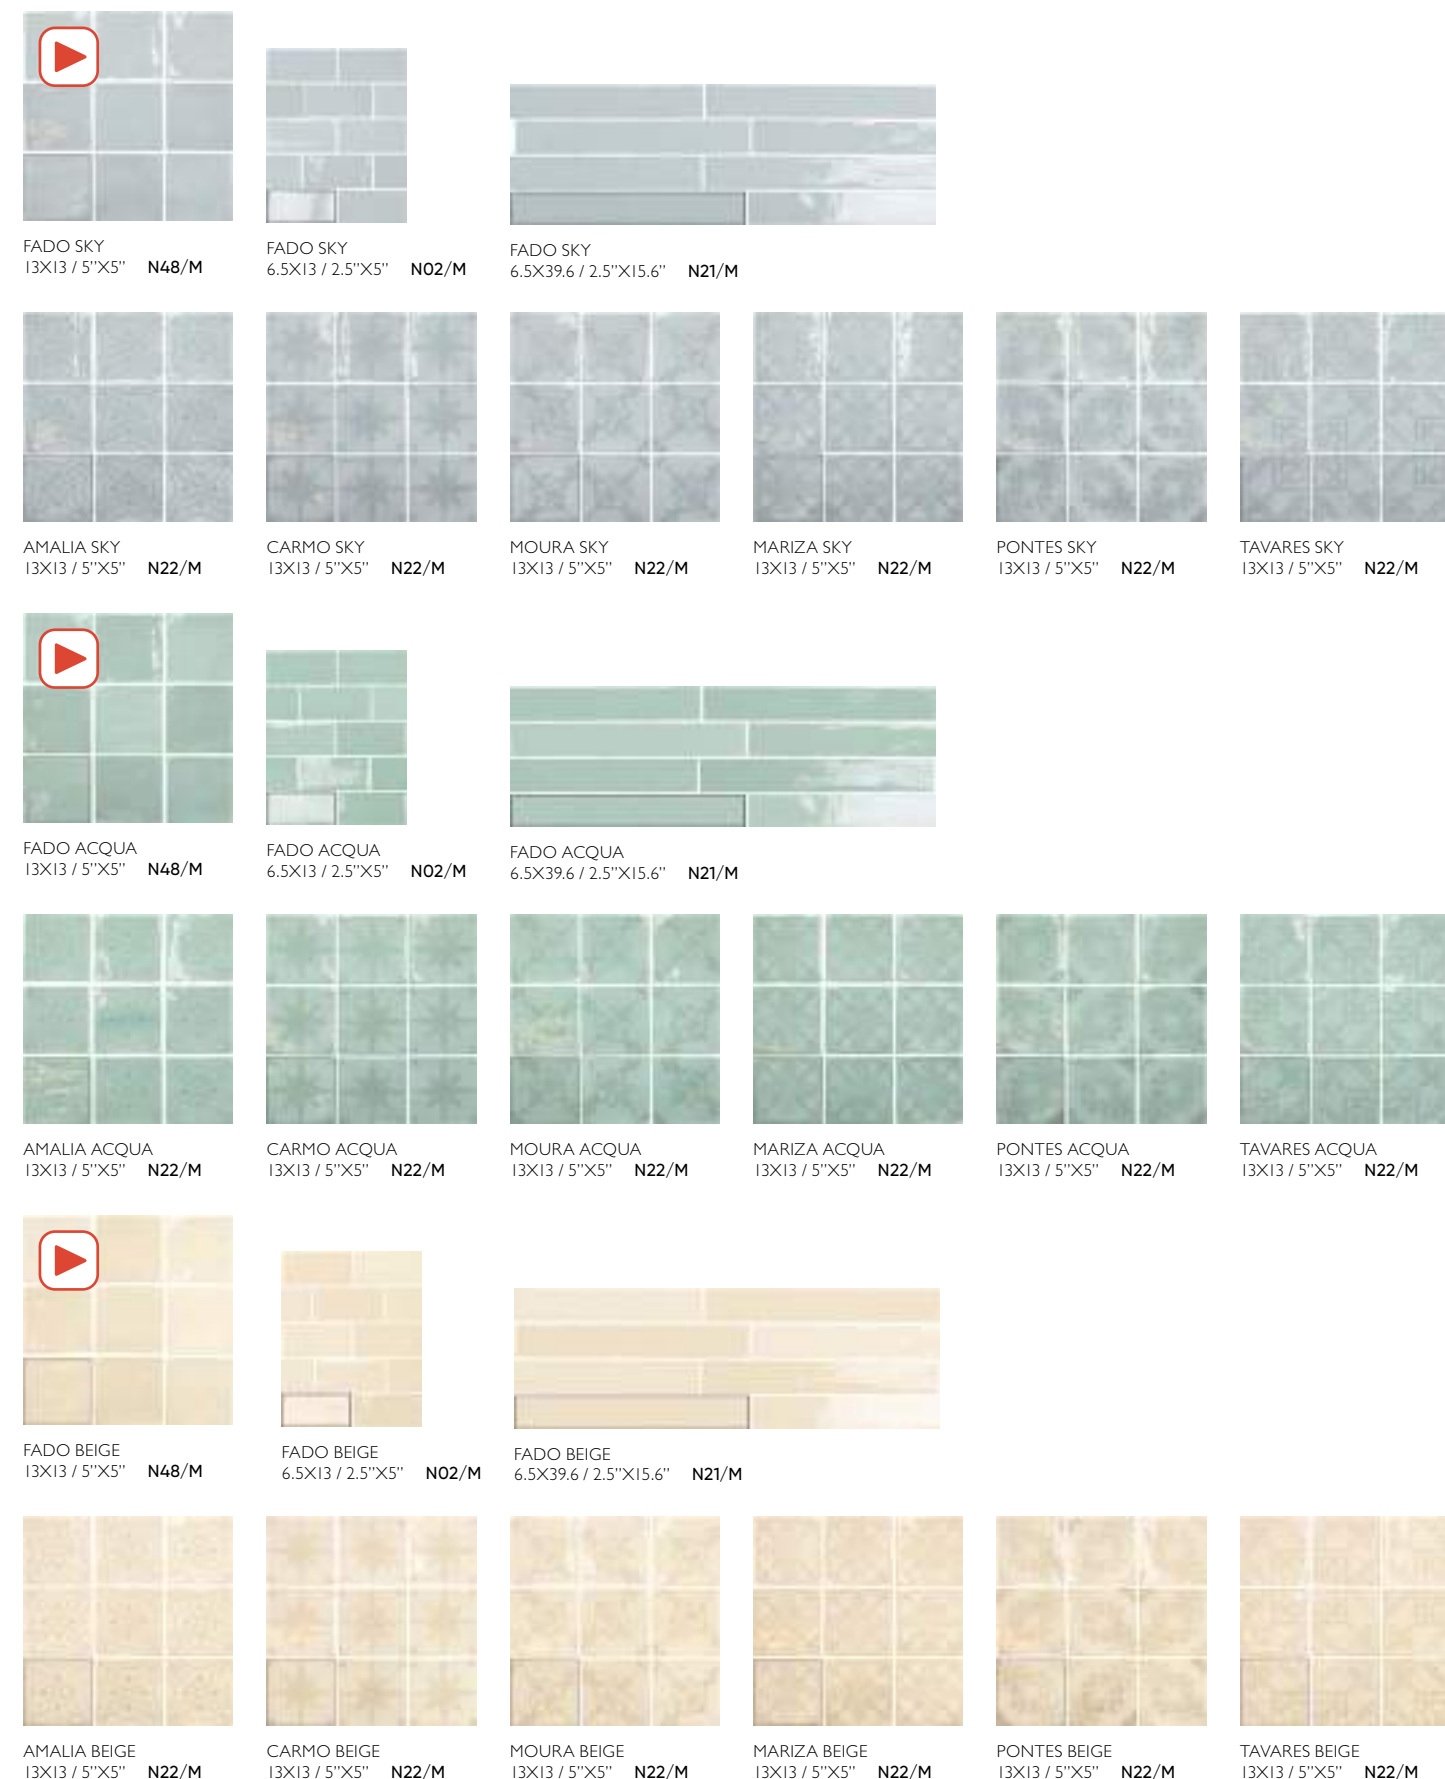 FADO SKY
13X13 / 5”X5” N48/M
FADO SKY
6.5X13 / 2.5”X5” N02/M
FADO SKY
6.5X39.6 / 2.5”X15.6” N21/M
AMALIA SKY
13X13 / 5”X5” N22/M
CARMO SKY
13X13 / 5”X5” N22/M
MOURA SKY
13X13 / 5”X5” N22/M
MARIZA SKY
13X13 / 5”X5” N22/M
PONTES SKY
13X13 / 5”X5” N22/M
TAVARES SKY
13X13 / 5”X5” N22/M
FADO ACQUA
13X13 / 5”X5” N48/M
FADO ACQUA
6.5X13 / 2.5”X5” N02/M
FADO ACQUA
6.5X39.6 / 2.5”X15.6” N21/M
AMALIA ACQUA
13X13 / 5”X5” N22/M
CARMO ACQUA
13X13 / 5”X5” N22/M
MOURA ACQUA
13X13 / 5”X5” N22/M
MARIZA ACQUA
13X13 / 5”X5” N22/M
PONTES ACQUA
13X13 / 5”X5” N22/M
TAVARES ACQUA
13X13 / 5”X5” N22/M
FADO BEIGE
13X13 / 5”X5” N48/M
FADO BEIGE
6.5X13 / 2.5”X5” N02/M
FADO BEIGE
6.5X39.6 / 2.5”X15.6” N21/M
AMALIA BEIGE
13X13 / 5”X5” N22/M
CARMO BEIGE
13X13 / 5”X5” N22/M
MOURA BEIGE
13X13 / 5”X5” N22/M
MARIZA BEIGE
13X13 / 5”X5” N22/M
PONTES BEIGE
13X13 / 5”X5” N22/M
TAVARES BEIGE
13X13 / 5”X5” N22/M